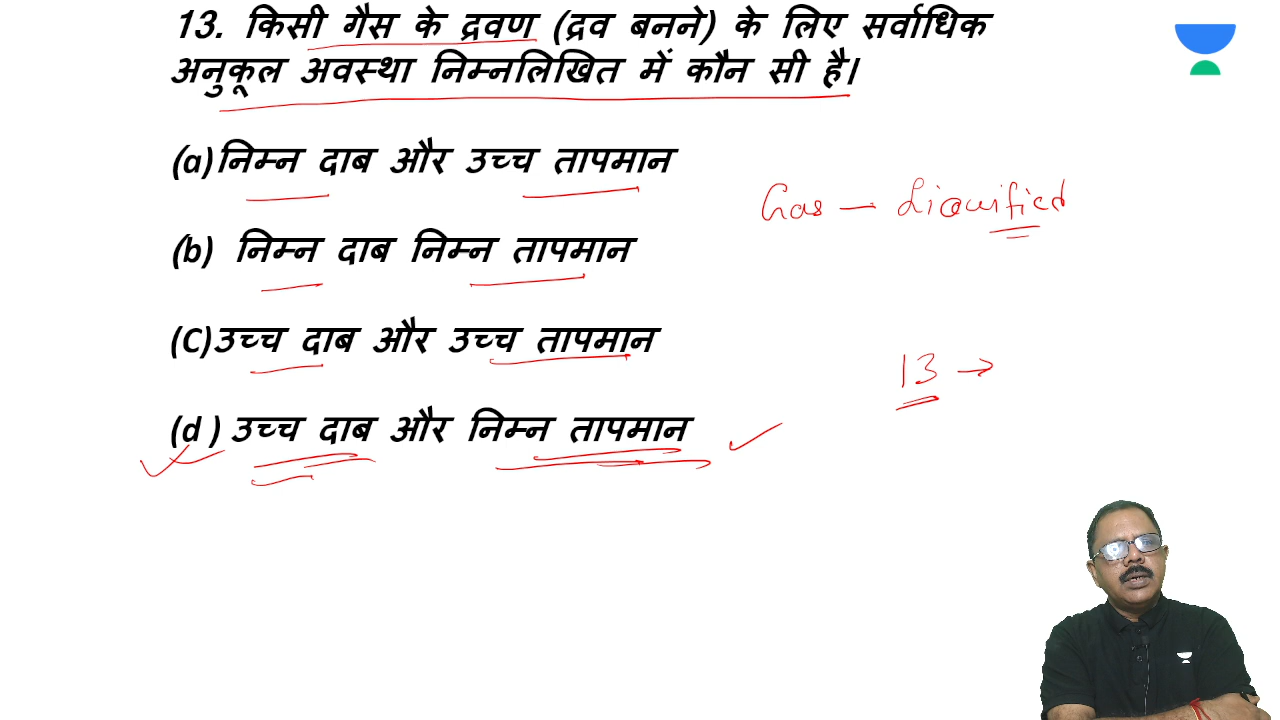 13. किसी गैस के द्रवण (द्रव बनने) के लिए सर्वाधिक
अनुकूल अवस्था निम्नलिखित में कौन सी है।
(a)निम्न दाब और उच्च तापमान
Gas — Liquified
(b) निम्न दाब निम्न तापमान
(C)उच्च दाब और उच्च तापमान
13 →
(d ) उच्च दाब और निम्न तापमान